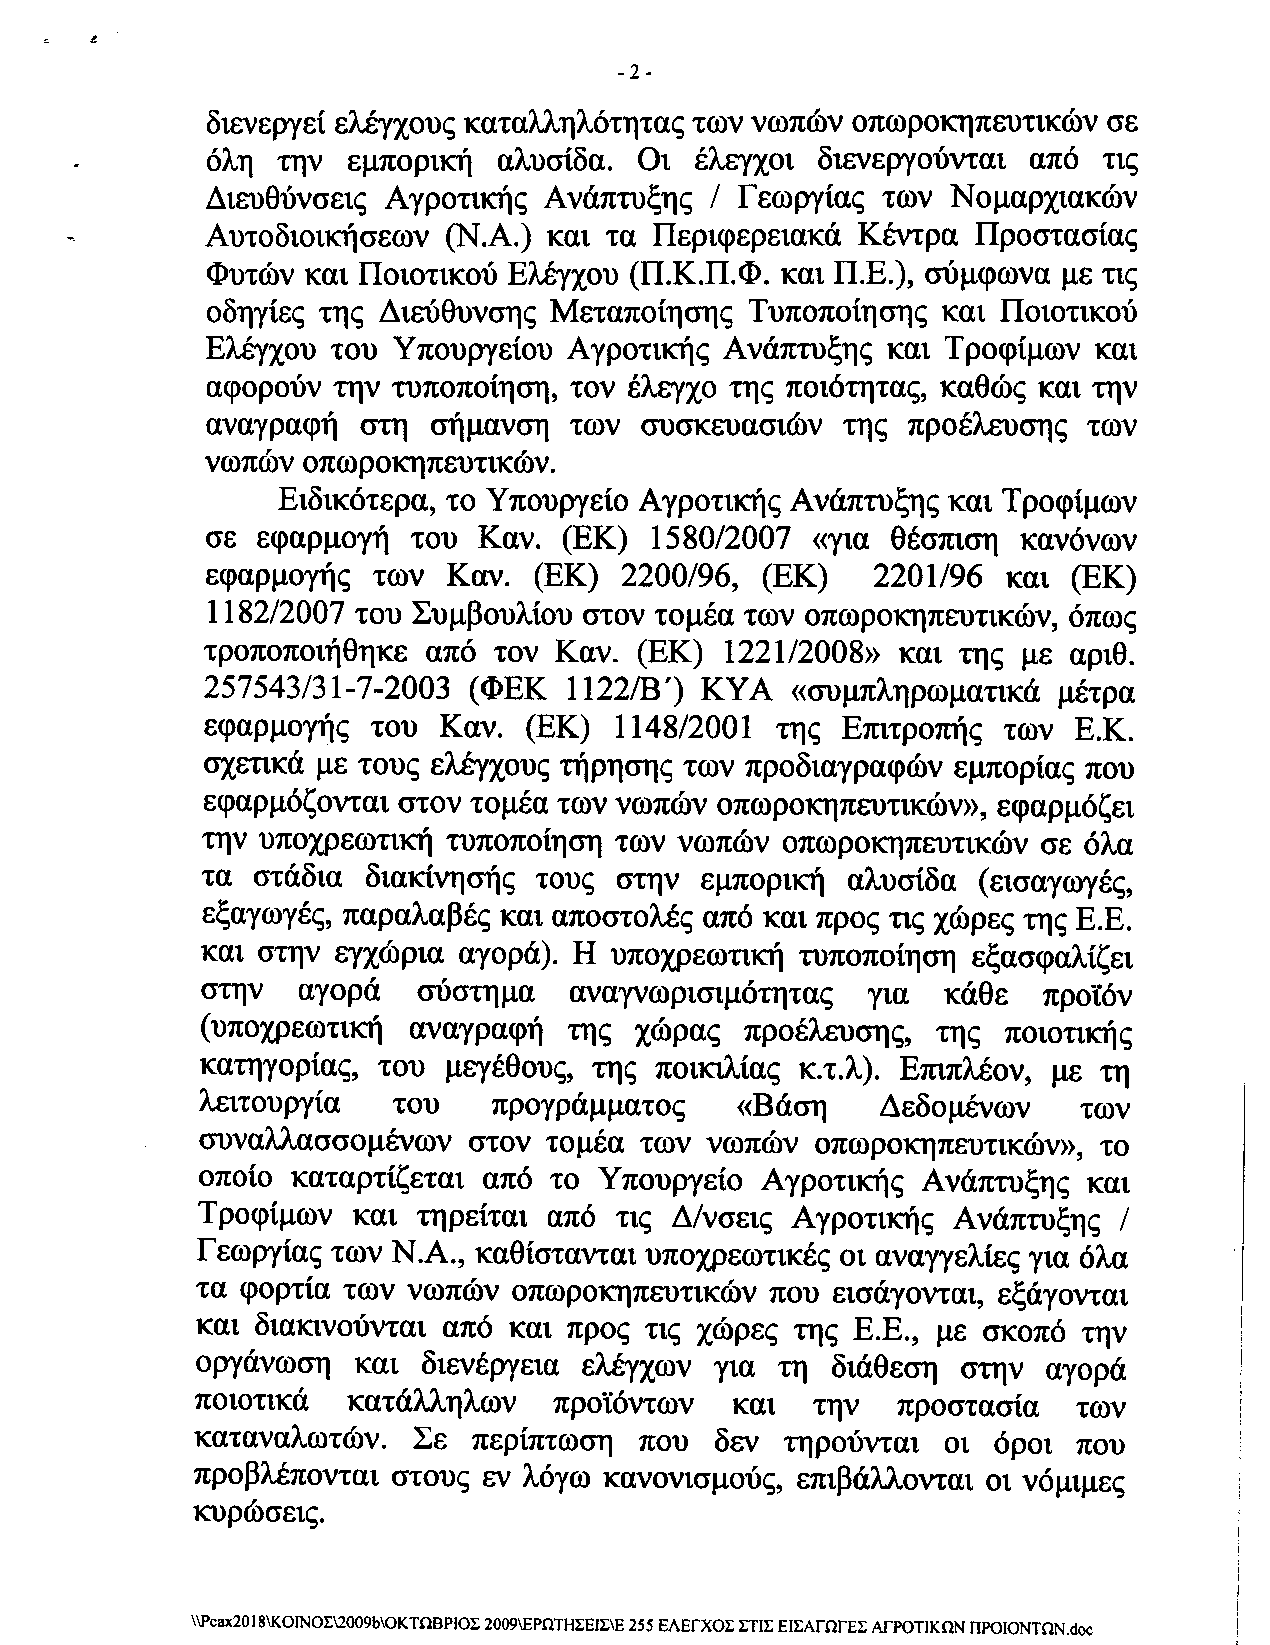 -2-
διενεργεί ελέγχους καταλληλότητας των νωπών οπωροκηπευτικών σε
όλη την εμπορική αλυσίδα. Οι έλεγχοι διενεργούνται από τις
Διευθύνσεις Αγροτικής Ανάπτυξης / Γεωργίας των Νομαρχιακών
Αυτοδιοικήσεων (Ν.Α.) και τα Περιφερειακά Κέντρα Προστασίας
Φυτών και Ποιοτικού Ελέγχου (Π.Κ.Π.Φ. και Π.Ε.), σύμφωνα με τις
οδηγίες της Διεύθυνσης Μεταποίησης Τυποποίησης και Ποιοτικού
Ελέγχου του Υπουργείου Αγροτικής Ανάπτυξης και Τροφίμων και
αφορούν την τυποποίηση, τον έλεγχο της ποιότητας, καθώς και την
αναγραφή στη σήμανση των συσκευασιών της προέλευσης των
νωπών οπωροκηπευτικών.
Ειδικότερα, το Υπουργείο Αγροτικής Ανάπτυξης και Τροφίμων
σε εφαρμογή του Καν. (ΕΚ) 1580/2007 «για θέσπιση κανόνων
εφαρμογής των Καν. (ΕΚ) 2200/96, (ΕΚ) 2201/96 και (ΕΚ)
1182/2007 του Συμβουλίου στον τομέα των οπωροκηπευτικών, όπως
τροποποιήθηκε από τον Καν. (ΕΚ) 1221/2008» και της με αριθ.
257543/31-7-2003 (ΦΕΚ 1122/Β΄) ΚΥΑ «συμπληρωματικά μέτρα
εφαρμογής του Καν. (ΕΚ) 1148/2001 της Επιτροπής των Ε.Κ.
σχετικά με τους ελέγχους τήρησης των προδιαγραφών εμπορίας που
εφαρμόζονται στον τομέα των νωπών οπωροκηπευτικών», εφαρμόζει
την υποχρεωτική τυποποίηση των νωπών οπωροκηπευτικών σε όλα
τα στάδια διακίνησής τους στην εμπορική αλυσίδα (εισαγωγές,
εξαγωγές, παραλαβές και αποστολές από και προς τις χώρες της Ε.Ε.
και στην εγχώρια αγορά). Η υποχρεωτική τυποποίηση εξασφαλίζει
στην αγορά σύστημα αναγνωρισιμότητας για κάθε προϊόν
(υποχρεωτική αναγραφή της χώρας προέλευσης, της ποιοτικής
κατηγορίας, του μεγέθους, της ποικιλίας κ.τ.λ). Επιπλέον, με τη
λειτουργία του προγράμματος «Βάση Δεδομένων των
συναλλασσομένων στον τομέα των νωπών οπωροκηπευτικών», το
οποίο καταρτίζεται από το Υπουργείο Αγροτικής Ανάπτυξης και
Τροφίμων και τηρείται από τις Δ/νσεις Αγροτικής Ανάπτυξης /
Γεωργίας των Ν.Α., καθίστανται υποχρεωτικές οι αναγγελίες για όλα
τα φορτία των νωπών οπωροκηπευτικών που εισάγονται, εξάγονται
και διακινούνται από και προς τις χώρες της Ε.Ε., με σκοπό την
οργάνωση και διενέργεια ελέγχων για τη διάθεση στην αγορά
ποιοτικά κατάλληλων προϊόντων και την προστασία των
καταναλωτών. Σε περίπτωση που δεν τηρούνται οι όροι που
προβλέπονται στους εν λόγω κανονισμούς, επιβάλλονται οι νόμιμες
κυρώσεις.
\\Pcax2018\ΚΟΙΝΟΣ\2009b\ΟΚΤΩΒΡΙΟΣ 2009\ΕΡΩΤΗΣΕΙΣ\Ε 255 ΕΛΕΓΧΟΣ ΣΤΙΣ ΕΙΣΑΓΩΓΕΣ ΑΓΡΟΤΙΚΩΝ ΠΡΟΙΟΝΤΩΝ.doc